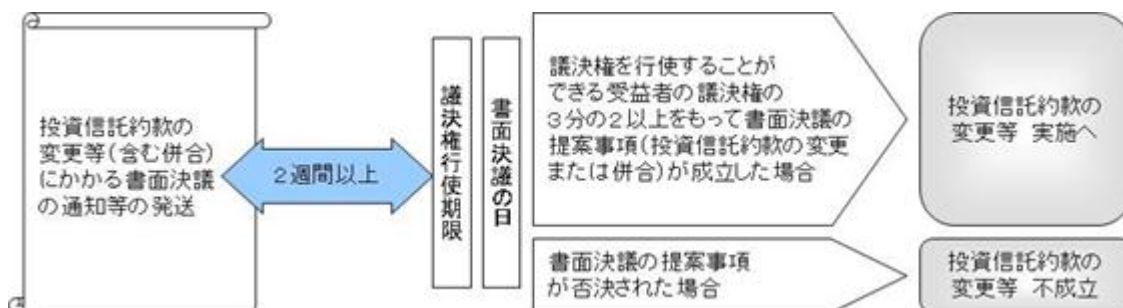 投資信託約款の
変更等(含む併合)
にかかる書面決議
の通知等の発送
2週間以上
議決権行使期限
書面決議の日
議決権を行使することが
できる受益者の議決権の
3分の2以上をもって書面決議の
提案事項(投資信託約款の変更
または併合)が成立した場合
投資信託約款の
変更等 実施へ
書面決議の提案事項
が否決された場合
投資信託約款の
変更等 不成立